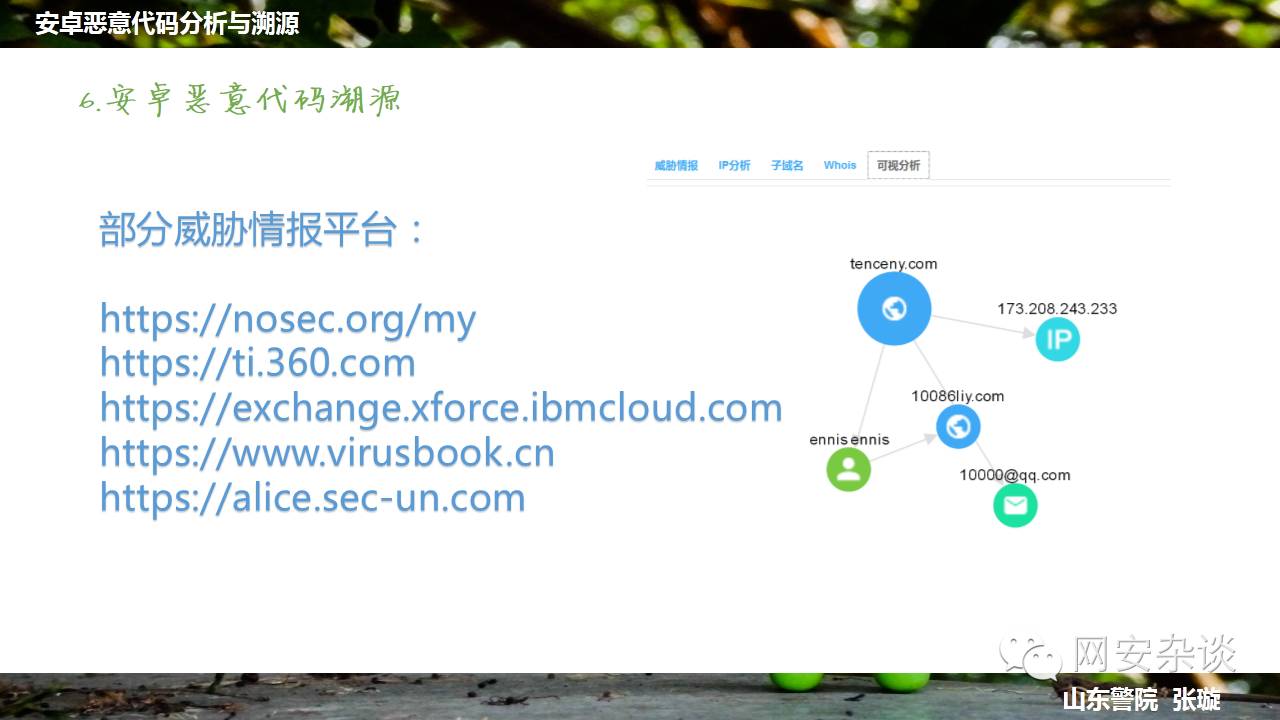 安卓恶意代码分析与溯源
6.安卓恶意代码溯源
威胁情报 IP分析 子域名 Whois 可视分析
部分威胁情报平台：
https://nosec.org/my
https://ti.360.com
https://exchange.xforce.ibmcloud.com
https://www.virusbook.cn
https://alice.sec-un.com
tenceny.com
173.208.243.233
IP
10086liy.com
ennis ennis
10000@qq.com
网安杂谈
山东警院 张璇